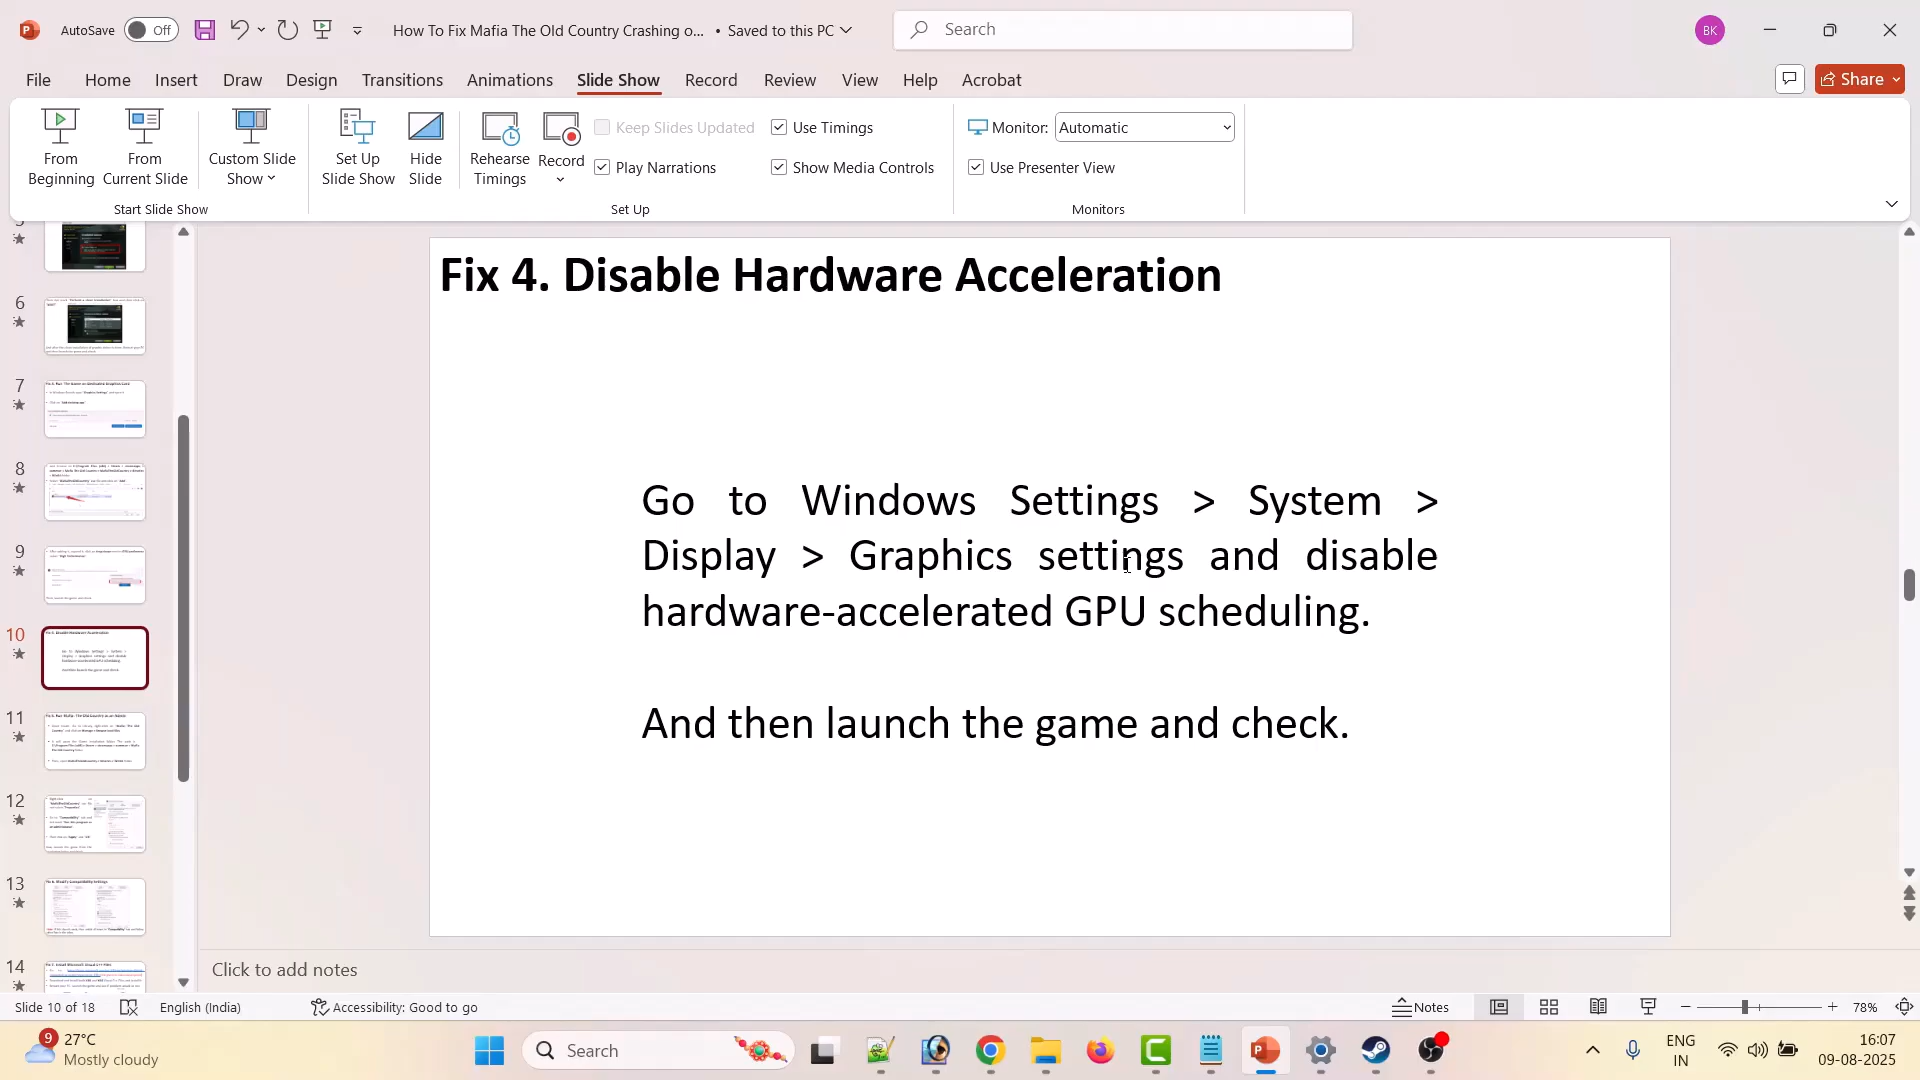 AutoSave Off
How To Fix Mafia The Old Country Crashing o... • Saved to this PC
Search
BK
File Home Insert Draw Design Transitions Animations Slide Show Record Review View Help Acrobat
Share
From Beginning
From Current Slide
Custom Slide Show
Set Up Slide Show
Hide Slide
Rehearse Timings
Record
Keep Slides Updated
Play Narrations
Use Timings
Show Media Controls
Monitor: Automatic
Use Presenter View
Start Slide Show
Set Up
Monitors
6
7
8
9
10
11
12
13
14
Fix 4. Disable Hardware Acceleration
Go to Windows Settings > System >
Display > Graphics settings and disable
hardware-accelerated GPU scheduling.
And then launch the game and check.
Click to add notes
Slide 10 of 18
English (India)
Accessibility: Good to go
Notes
78%
9
27°C
Mostly cloudy
Search
ENG
IN
16:07
09-08-2025